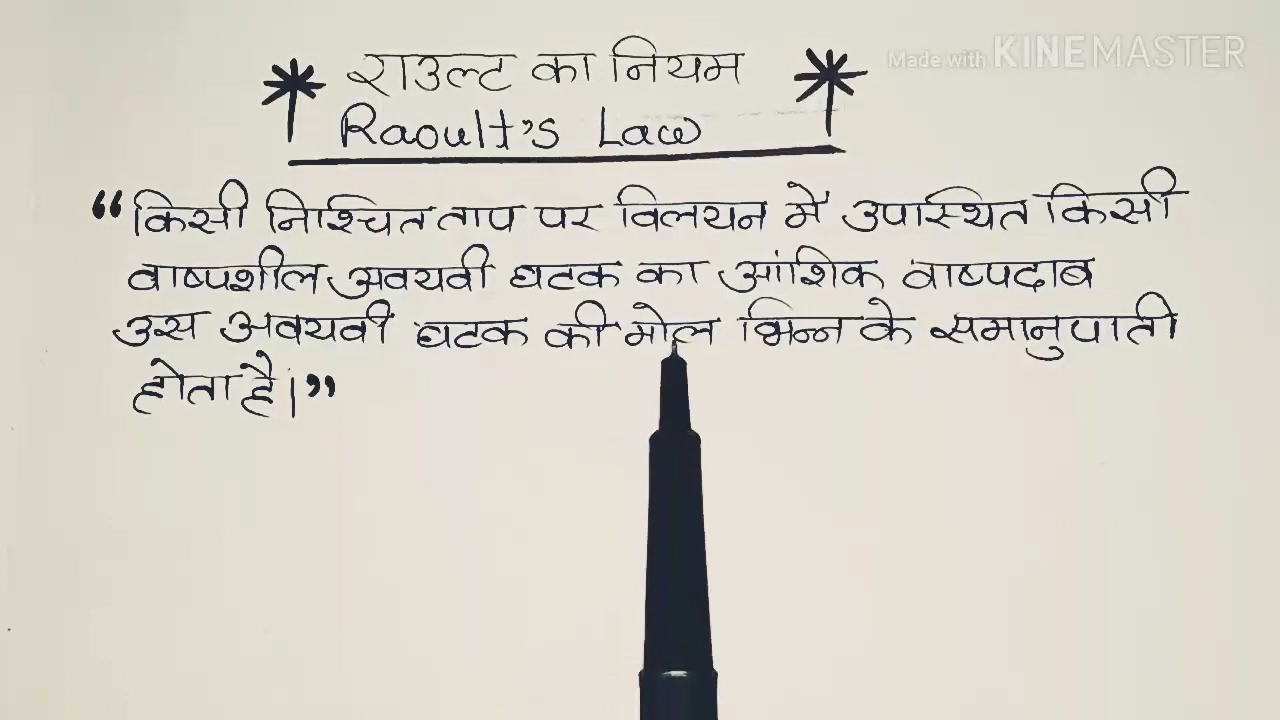 Made with KINEMASTER
राउल्ट का नियम
Raoult's Law
“किसी निश्चित ताप पर विलयन में उपस्थित किसी
वाष्पशील अवयवी घटक का आंशिक वाष्पदाब
उस अवयवी घटक की मोल भिन्न के समानुपाती
होता है।”